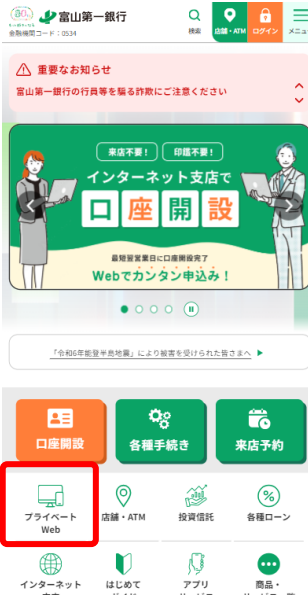 富山第一銀行
金融機関コード：0534
検索
店舗・ATM
ログイン
メニュー
重要なお知らせ
富山第一銀行の行員等を騙る詐欺にご注意ください
来店不要！ 印鑑不要！
インターネット支店で
口座開設
最短翌営業日に口座開設完了
Webでカンタン申込み！
「令和6年能登半島地震」により被害を受けられた皆さまへ
口座開設
各種手続き
来店予約
プライベート
Web
店舗・ATM
投資信託
各種ローン
インターネット
はじめて
アプリ
商品・